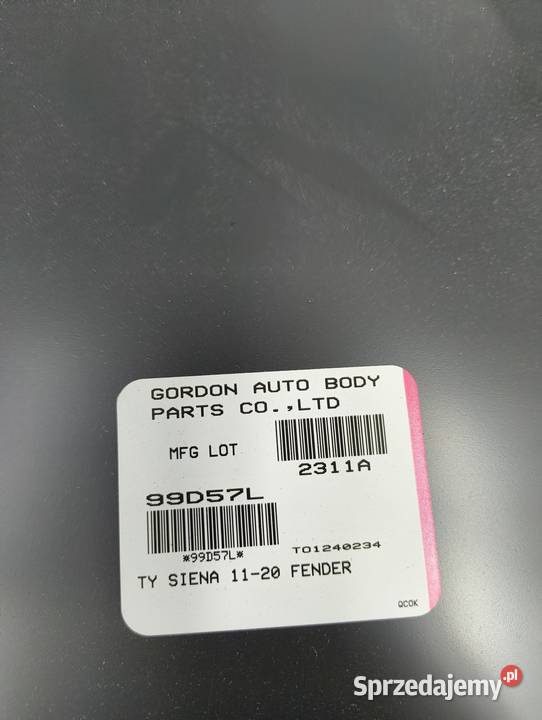 GORDON AUTO BODY
PARTS CO.,LTD
MFG LOT
2311A
99D57L
*99D57L*
TO1240234
TY SIENA 11-20 FENDER
QCOK
Sprzedajemy.pl